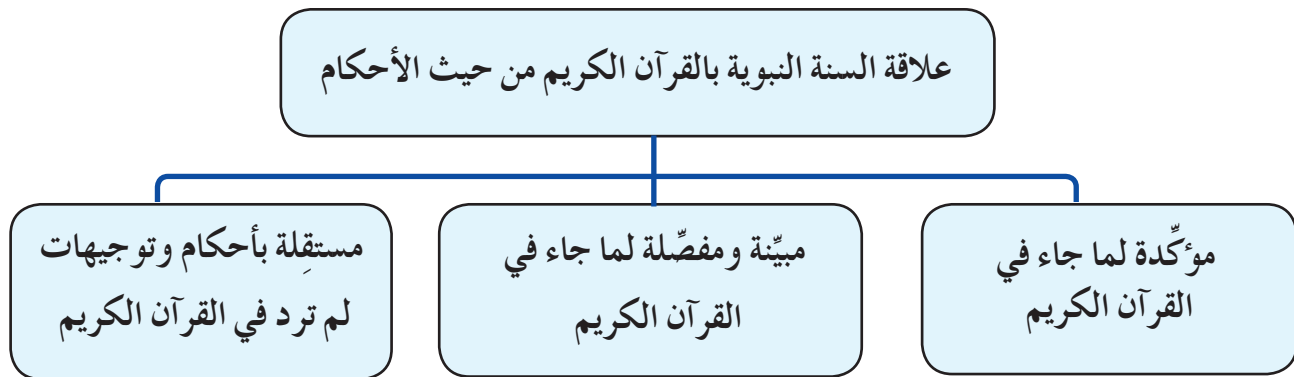 علاقة السنة النبوية بالقرآن الكريم من حيث الأحكام
مؤكِّدة لما جاء في
القرآن الكريم
مبيِّنة ومفصِّلة لما جاء في
القرآن الكريم
مستقِلة بأحكام وتوجيهات
لم ترد في القرآن الكريم